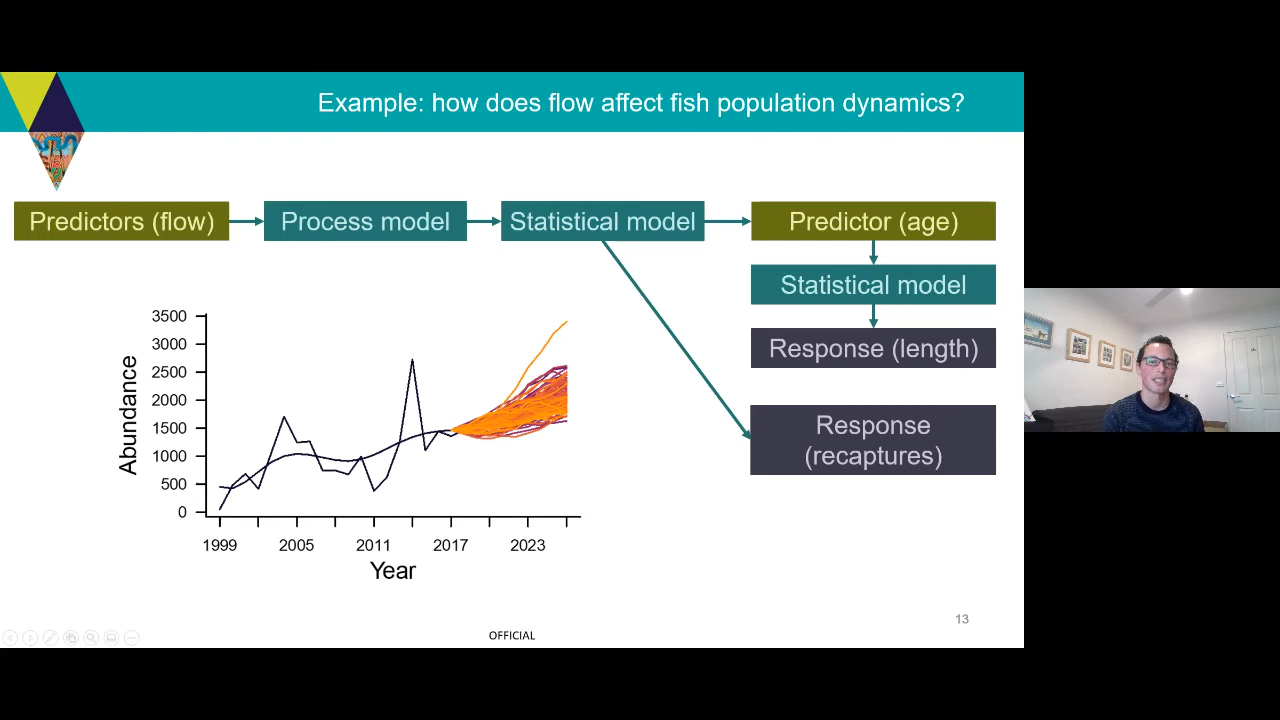 Example: how does flow affect fish population dynamics?
Predictors (flow)
Process model
Statistical model
Predictor (age)
Statistical model
Response (length)
Response
(recaptures)
Abundance
3500
3000
2500
2000
1500
1000
500
0
1999
2005
2011
2017
2023
Year
13
OFFICIAL